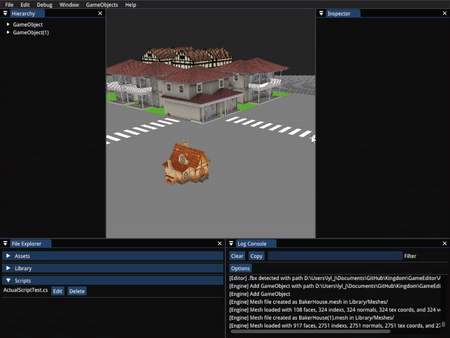 File Edit Debug Window GameObjects Help
Hierarchy
GameObject
GameObject(1)
Inspector
File Explorer
Assets
Library
Scripts
ActualScriptTest.cs Edit Delete
Log Console
Clear Copy Filter
Options
[Editor] .fbx detected with path D:\Users\lyl_j\Documents\GitHub\Kingdom\GameEditor\
[Engine] Add GameObject with path D:\Users\lyl_j\Documents\GitHub\Kingdom\GameEdi
[Engine] Add GameObject
[Engine] Mesh file created as BakerHouse.mesh in Library/Meshes/
[Engine] Mesh loaded with 108 faces, 324 indexs, 324 normals, 324 tex coords, and
[Engine] Mesh file created as BakerHouse(1).mesh in Library/Meshes/
[Engine] Mesh loaded with 917 faces, 2751 indexs, 2751 normals, 2751 tex coords, and